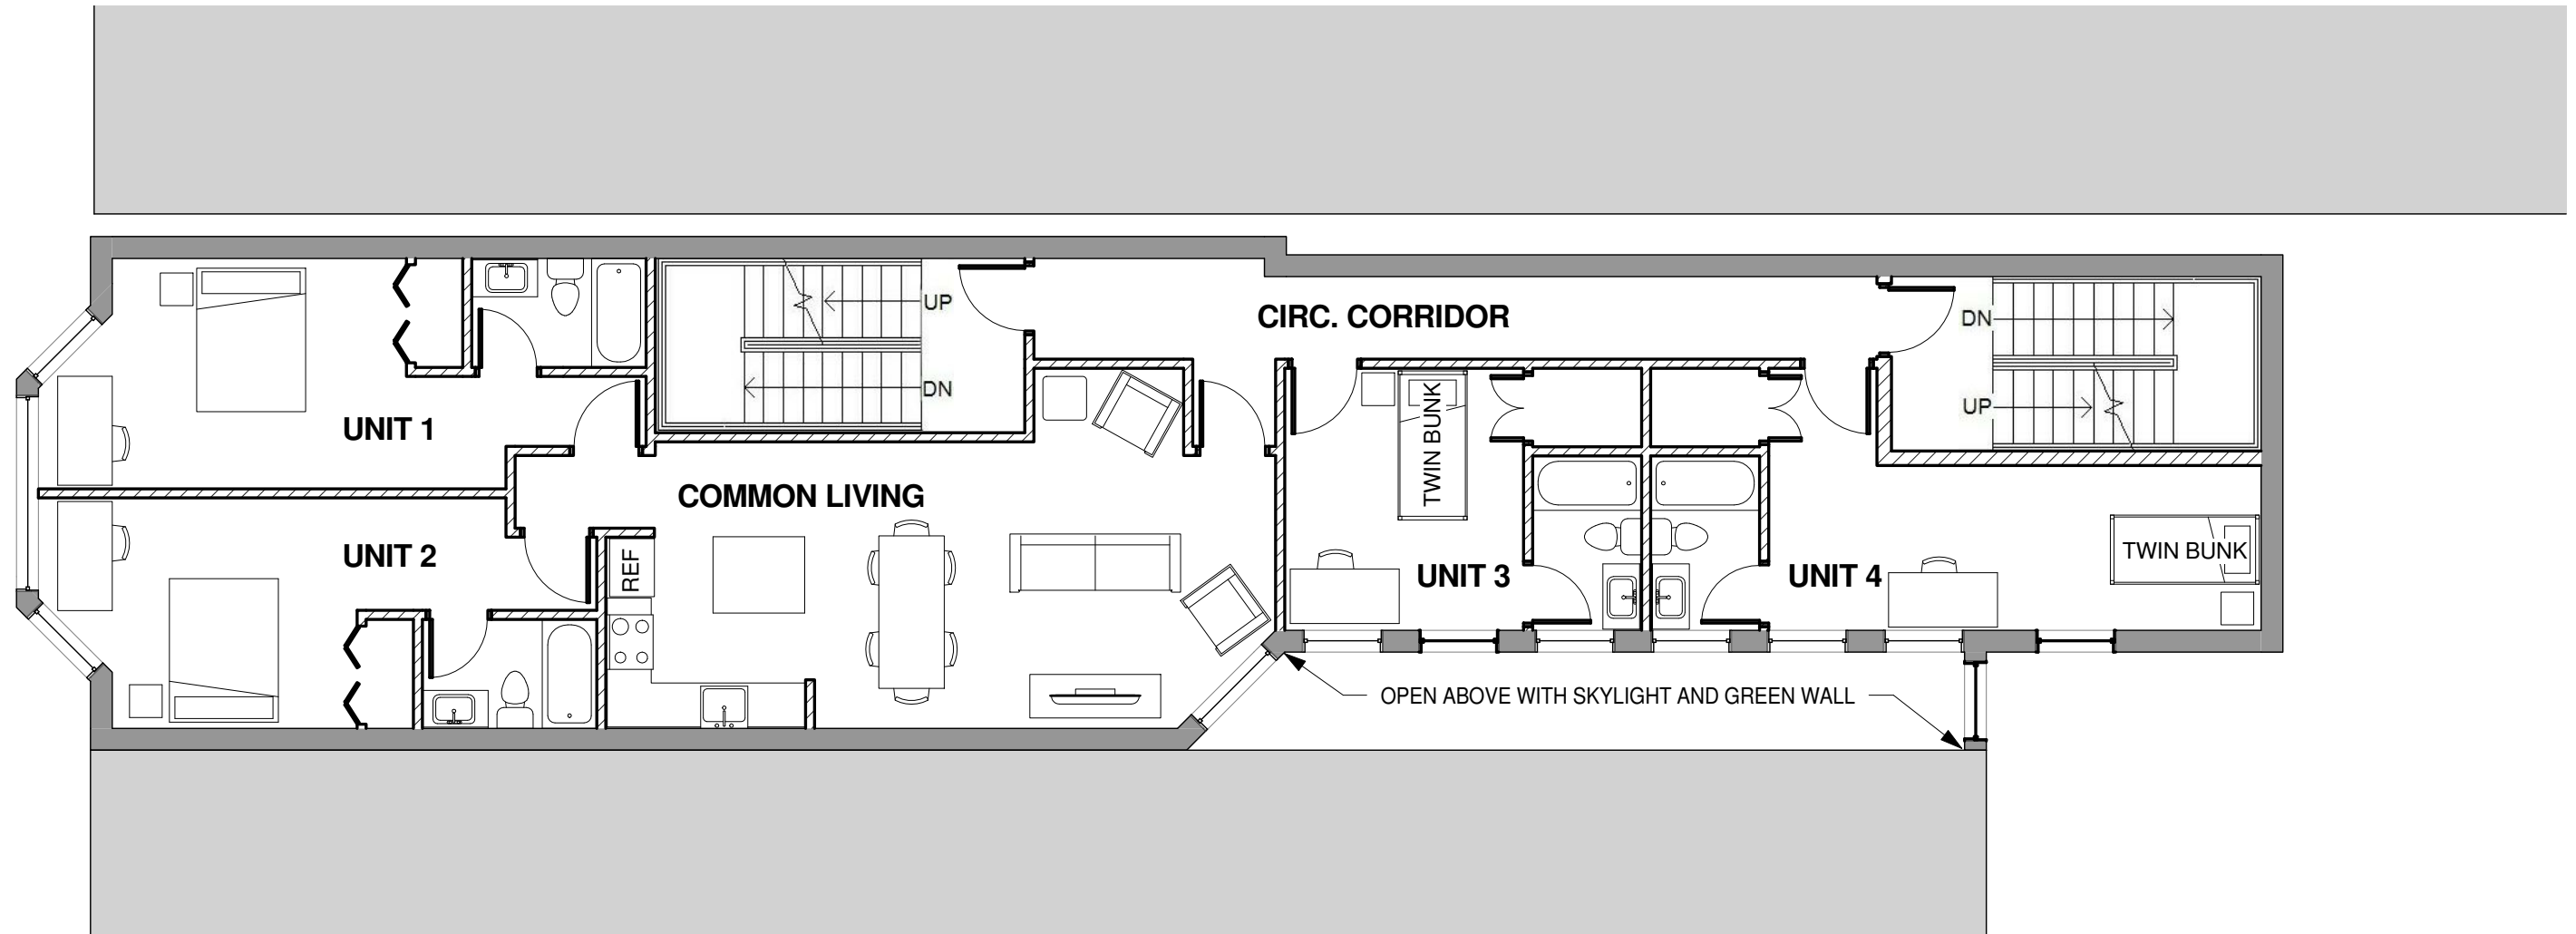 UP
DN
CIRC. CORRIDOR
DN
UP
UNIT 1
COMMON LIVING
TWIN BUNK
UNIT 2
REF
UNIT 3
UNIT 4
TWIN BUNK
OPEN ABOVE WITH SKYLIGHT AND GREEN WALL